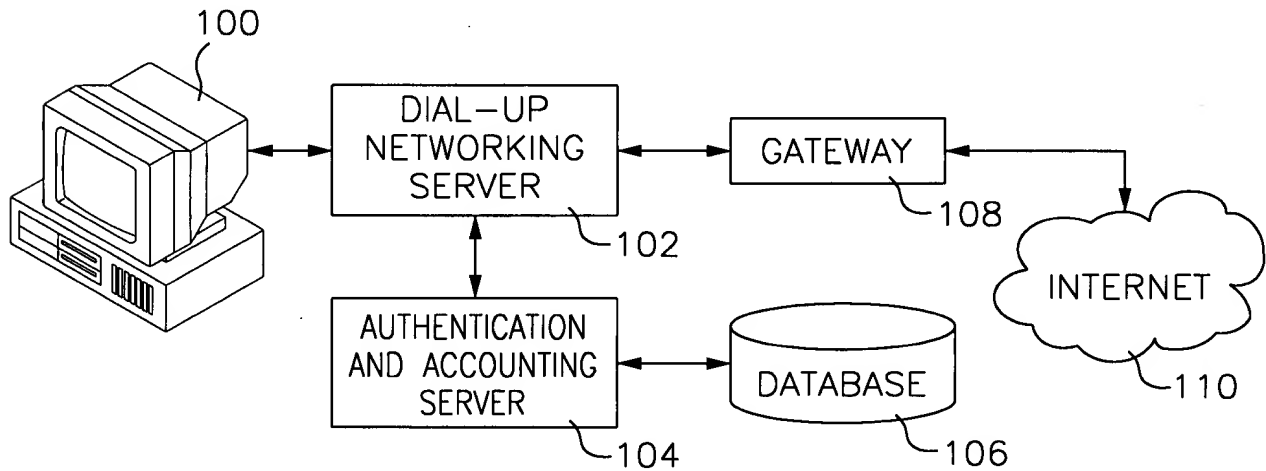 100
DIAL-UP
NETWORKING
SERVER
102
GATEWAY
108
INTERNET
110
AUTHENTICATION
AND ACCOUNTING
SERVER
104
DATABASE
106